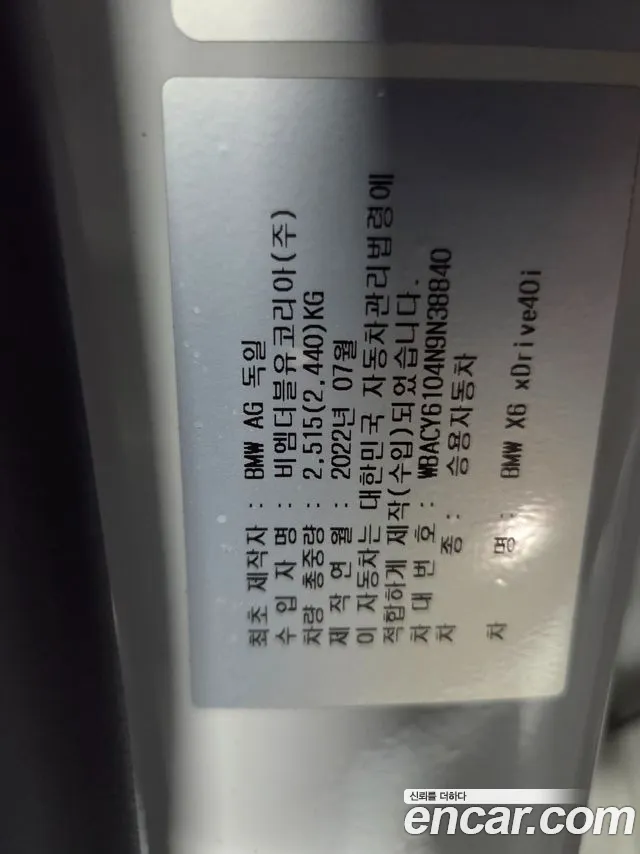 최초 제작자 : BMW AG 독일
수 입 자 명 : 비엠더블유코리아(주)
차량 총중량 : 2,515(2,440)KG
제 작 연 월 : 2022년 07월
이 자동차는 대한민국 자동차관리법령에
적합하게 제작(수입)되었습니다.
차 대 번 호 : WBACY6104N9N38840
차 종 : 승용자동차
차 명 : BMW X6 xDrive40i
신뢰를 더하다
encar.com